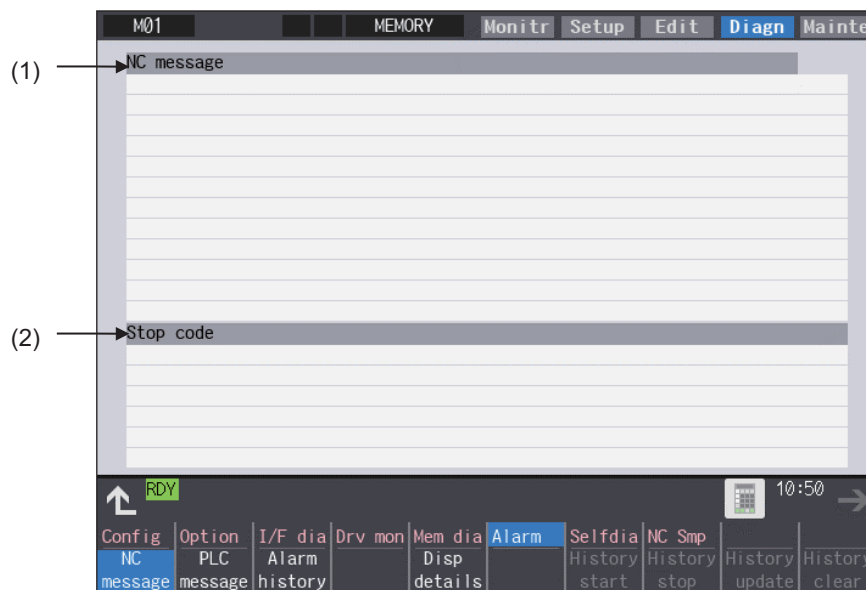 M01 MEMORY Monitr Setup Edit Diagn Mainte
(1) NC message
(2) Stop code
RDY 10:50
Config Option I/F dia Drv mon Mem dia Alarm Selfdia NC Smp
NC PLC Alarm Disp History History History History
message message history details start stop update clear